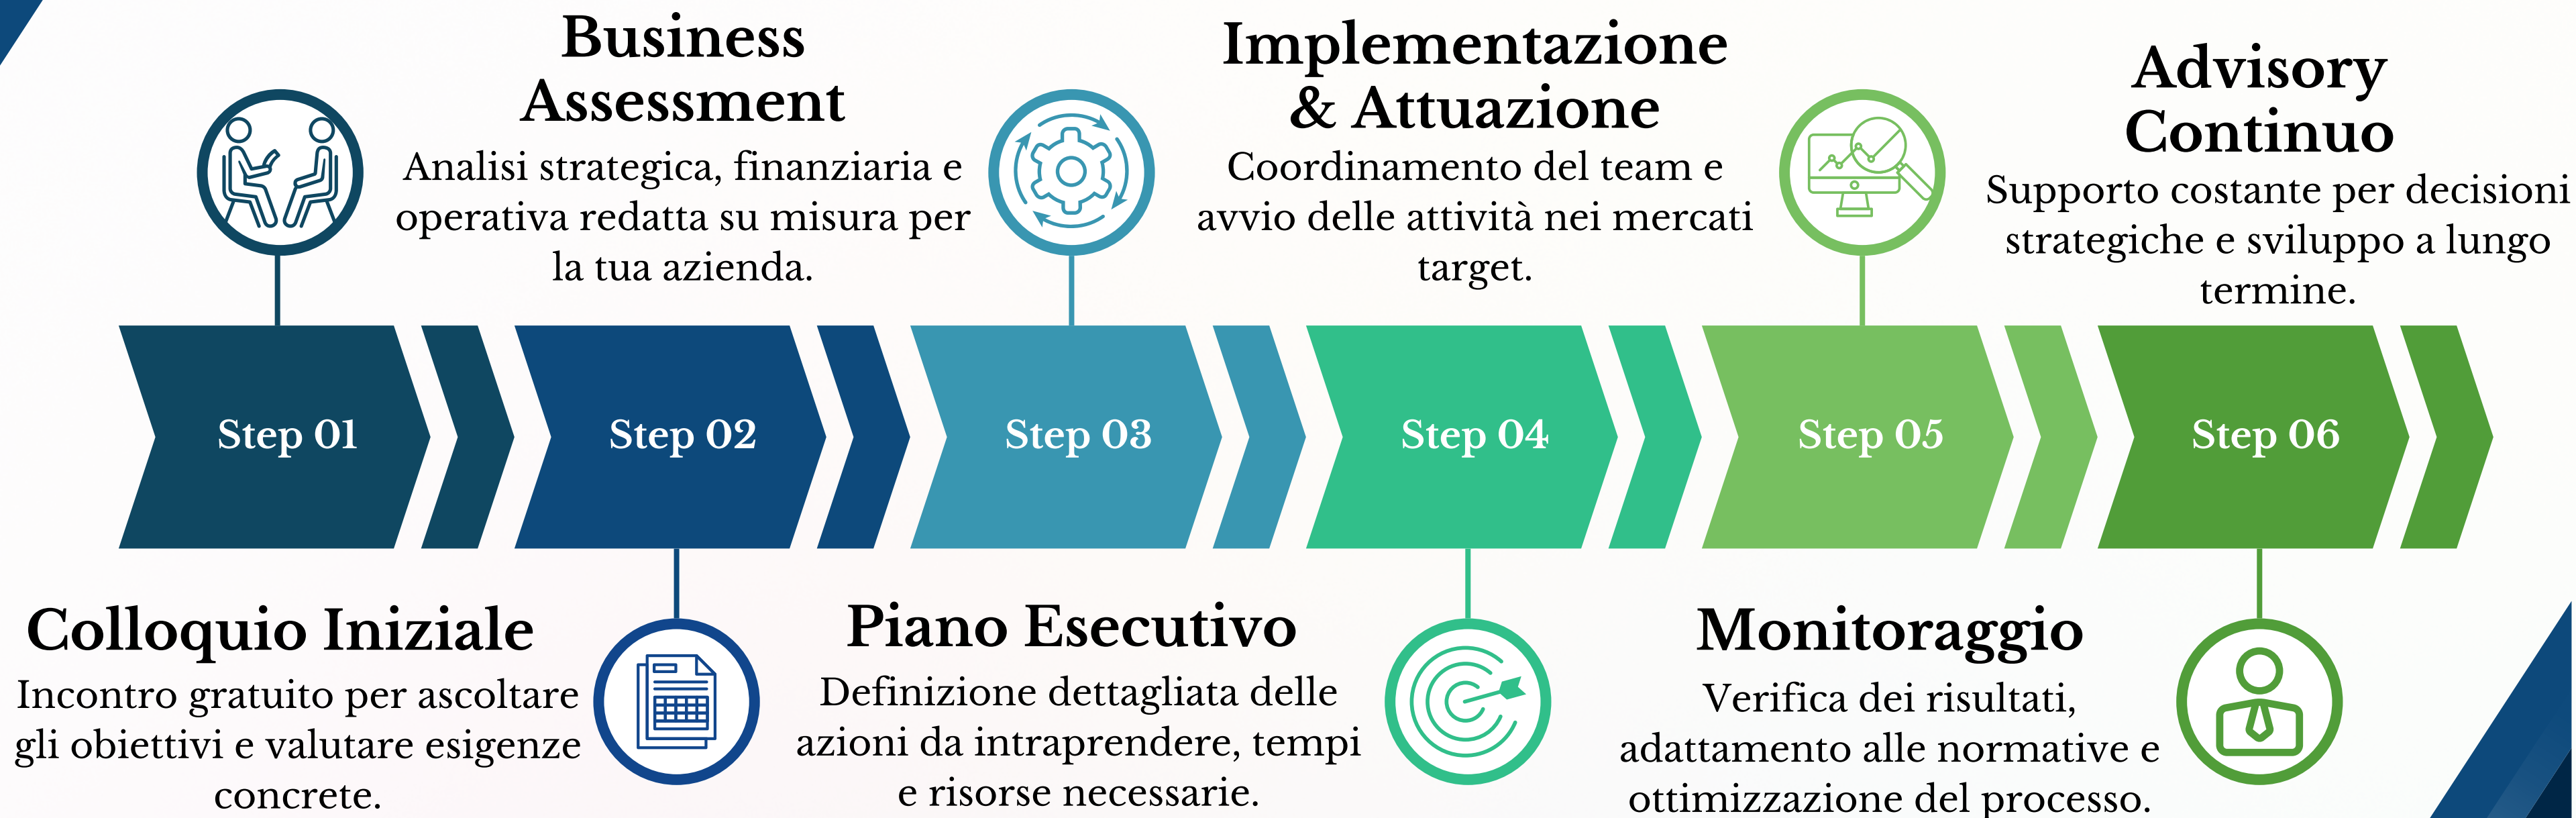 Business
Assessment
Analisi strategica, finanziaria e
operativa redatta su misura per
la tua azienda.
Implementazione
& Attuazione
Coordinamento del team e
avvio delle attività nei mercati
target.
Advisory
Continuo
Supporto costante per decisioni
strategiche e sviluppo a lungo
termine.
Step 01
Step 02
Step 03
Step 04
Step 05
Step 06
Colloquio Iniziale
Incontro gratuito per ascoltare
gli obiettivi e valutare esigenze
concrete.
Piano Esecutivo
Definizione dettagliata delle
azioni da intraprendere, tempi
e risorse necessarie.
Monitoraggio
Verifica dei risultati,
adattamento alle normative e
ottimizzazione del processo.